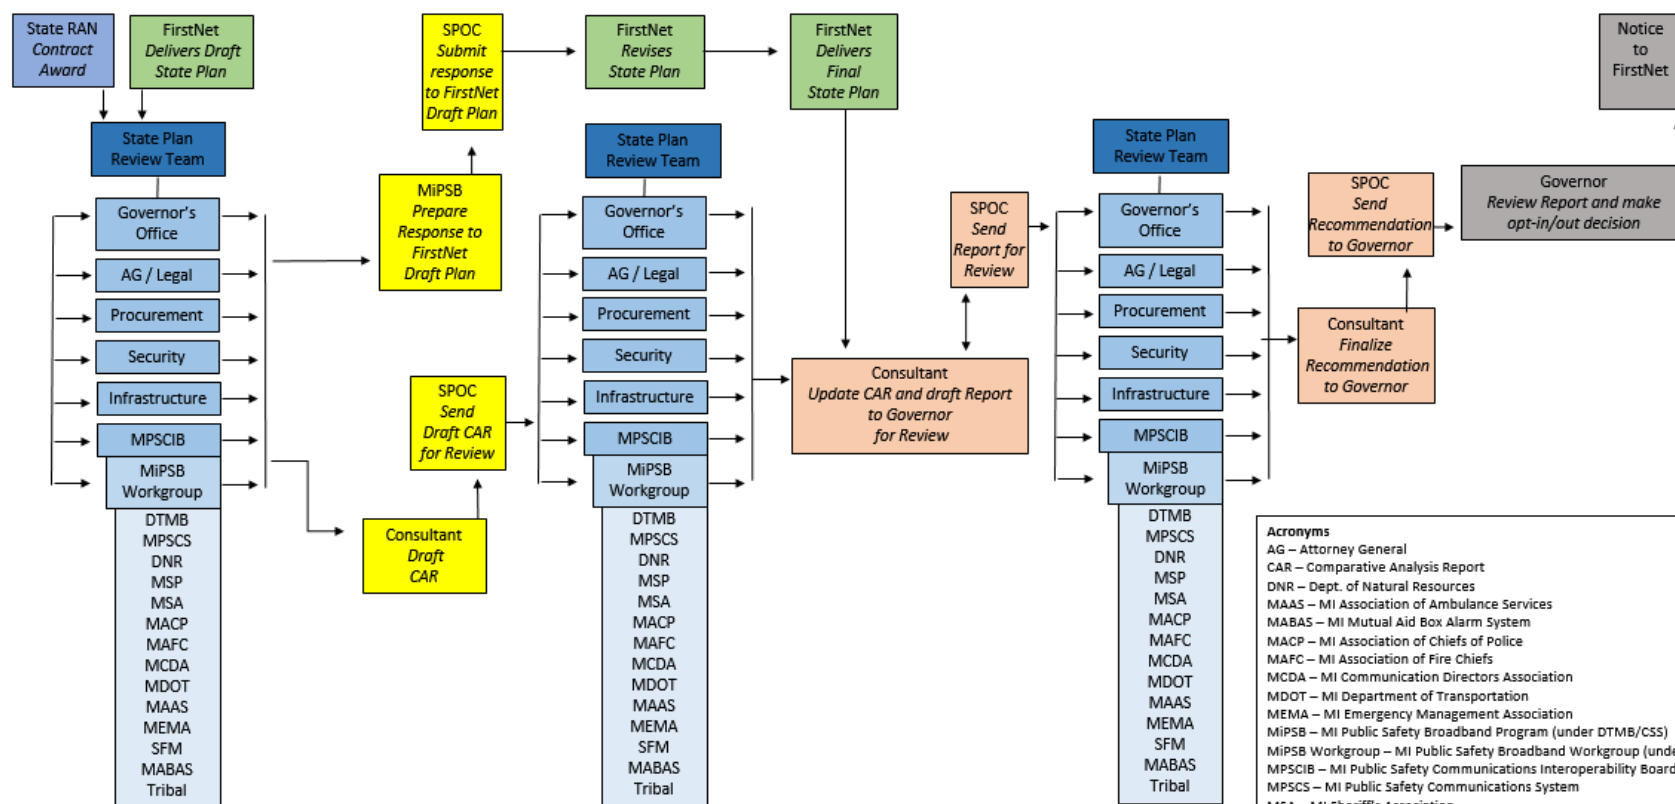 State RAN
Contract
Award
FirstNet
Delivers Draft
State Plan
State Plan
Review Team
Governor's
Office
AG / Legal
Procurement
Security
Infrastructure
MPSCIB
MiPSB
Workgroup
DTMB
MPSCS
DNR
MSP
MSA
MACP
MAFC
MCDA
MDOT
MAAS
MEMA
SFM
MABAS
Tribal
SPOC
Submit
response
to FirstNet
Draft Plan
MiPSB
Prepare
Response to
FirstNet
Draft Plan
SPOC
Send
Draft CAR
for Review
Consultant
Draft
CAR
FirstNet
Revises
State Plan
State Plan
Review Team
Governor's
Office
AG / Legal
Procurement
Security
Infrastructure
MPSCIB
MiPSB
Workgroup
DTMB
MPSCS
DNR
MSP
MSA
MACP
MAFC
MCDA
MDOT
MAAS
MEMA
SFM
MABAS
Tribal
FirstNet
Delivers
Final
State Plan
Consultant
Update CAR and draft Report
to Governor
for Review
SPOC
Send
Report for
Review
State Plan
Review Team
Governor's
Office
AG / Legal
Procurement
Security
Infrastructure
MPSCIB
MiPSB
Workgroup
DTMB
MPSCS
DNR
MSP
MSA
MACP
MAFC
MCDA
MDOT
MAAS
MEMA
SFM
MABAS
Tribal
SPOC
Send
Recommendation
to Governor
Consultant
Finalize
Recommendation
to Governor
Governor
Review Report and make
opt-in/out decision
Notice
to
FirstNet
Acronyms
AG – Attorney General
CAR – Comparative Analysis Report
DNR – Dept. of Natural Resources
MAAS – MI Association of Ambulance Services
MABAS – MI Mutual Aid Box Alarm System
MACP – MI Association of Chiefs of Police
MAFC – MI Association of Fire Chiefs
MCDA – MI Communication Directors Association
MDOT – MI Department of Transportation
MEMA – MI Emergency Management Association
MiPSB – MI Public Safety Broadband Program (under DTMB/CSS)
MiPSB Workgroup – MI Public Safety Broadband Workgroup (unde
MPSCIB – MI Public Safety Communications Interoperability Board
MPSCS – MI Public Safety Communications System
MSA – MI Sheriffs Association